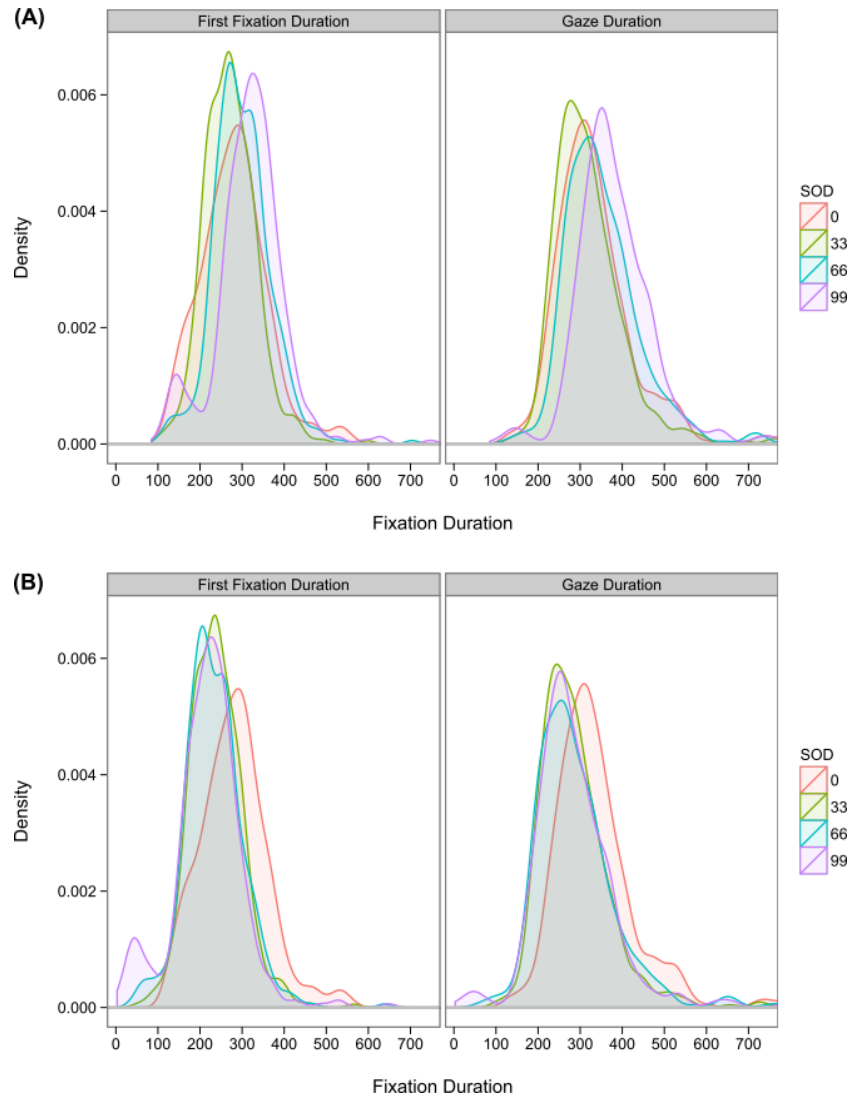 (A)
First Fixation Duration
Gaze Duration
0.006
0.004
0.002
0.000
Density
0 100 200 300 400 500 600 700
0 100 200 300 400 500 600 700
Fixation Duration
SOD
0
33
66
99
(B)
First Fixation Duration
Gaze Duration
0.006
0.004
0.002
0.000
Density
0 100 200 300 400 500 600 700
0 100 200 300 400 500 600 700
Fixation Duration
SOD
0
33
66
99